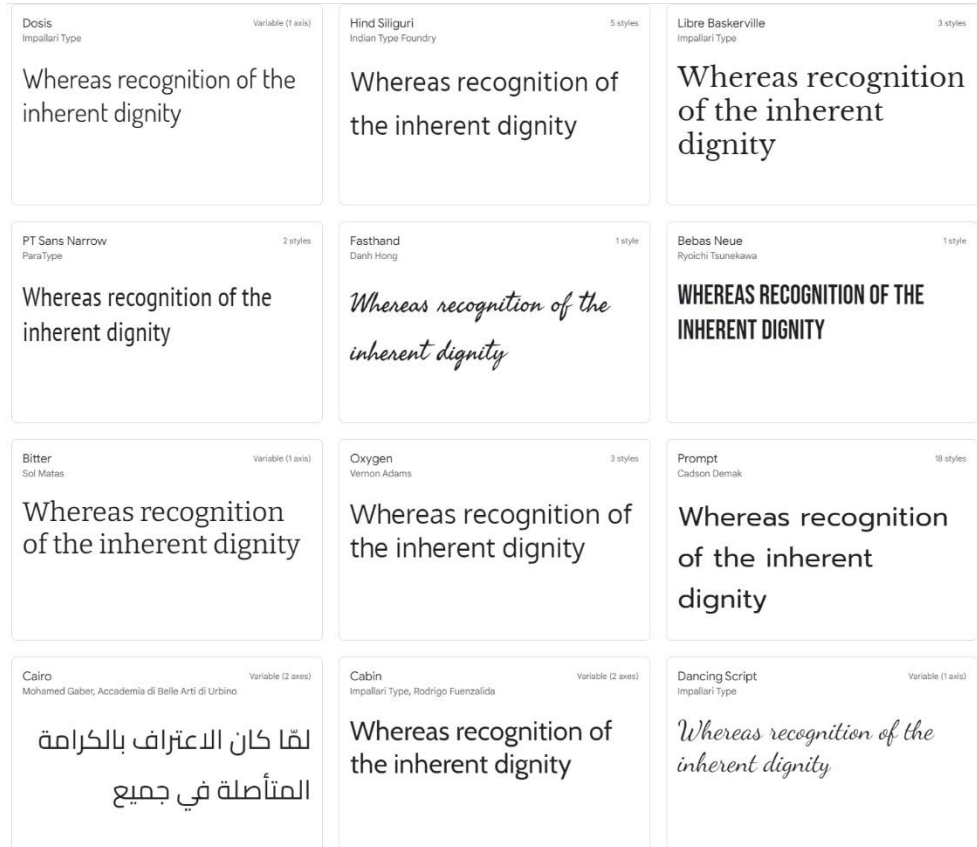 Dosis
Variable (1 axis)
Impallari Type
Whereas recognition of the
inherent dignity
Hind Siliguri
5 styles
Indian Type Foundry
Whereas recognition of
the inherent dignity
Libre Baskerville
3 styles
Impallari Type
Whereas recognition
of the inherent
dignity
PT Sans Narrow
2 styles
ParaType
Whereas recognition of the
inherent dignity
Fasthand
1 style
Danh Hong
Whereas recognition of the
inherent dignity
Bebas Neue
1 style
Ryoichi Tsunekawa
WHEREAS RECOGNITION OF THE
INHERENT DIGNITY
Bitter
Variable (1 axis)
Sol Matas
Whereas recognition
of the inherent dignity
Oxygen
3 styles
Vernon Adams
Whereas recognition of
the inherent dignity
Prompt
18 styles
Cadson Demak
Whereas recognition
of the inherent
dignity
Cairo
Variable (2 axes)
Mohamed Gaber, Accademia di Belle Arti di Urbino
لمّا كان الاعتراف بالكرامة
المتأصلة في جميع
Cabin
Variable (2 axes)
Impallari Type, Rodrigo Fuenzalida
Whereas recognition of
the inherent dignity
Dancing Script
Variable (1 axis)
Impallari Type
Whereas recognition of the
inherent dignity